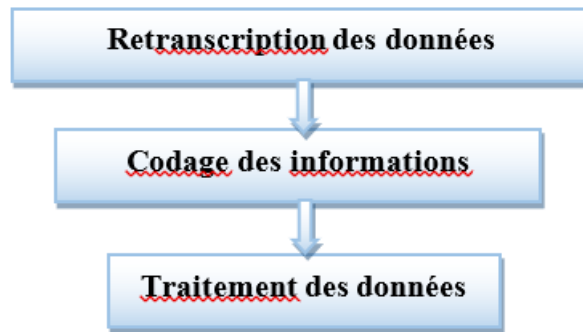 Retranscription des données
Codage des informations
Traitement des données